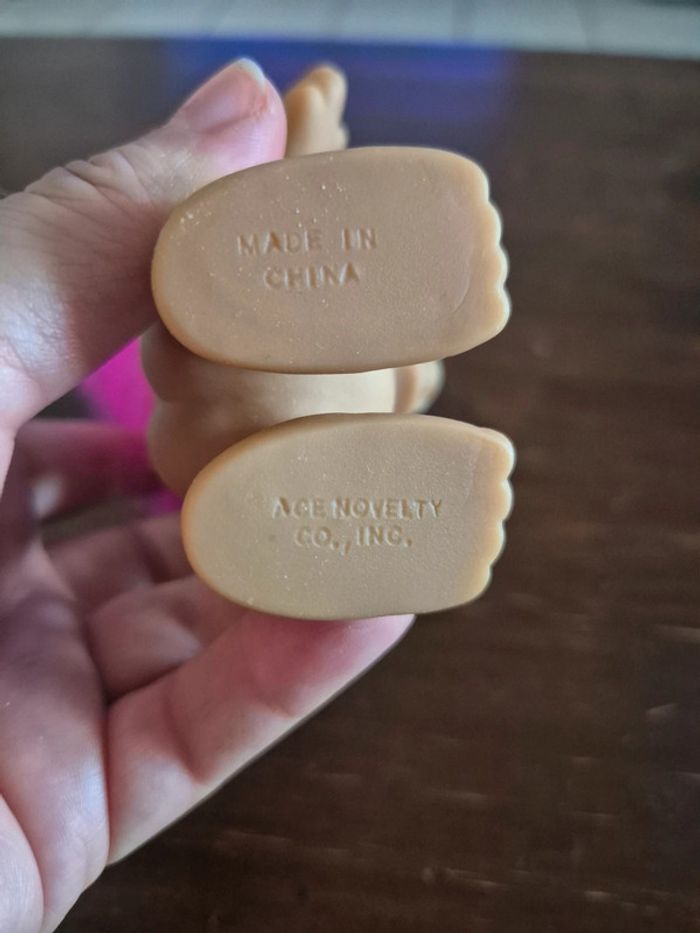 MADE IN
CHINA
ACE NOVELTY
CO., INC.